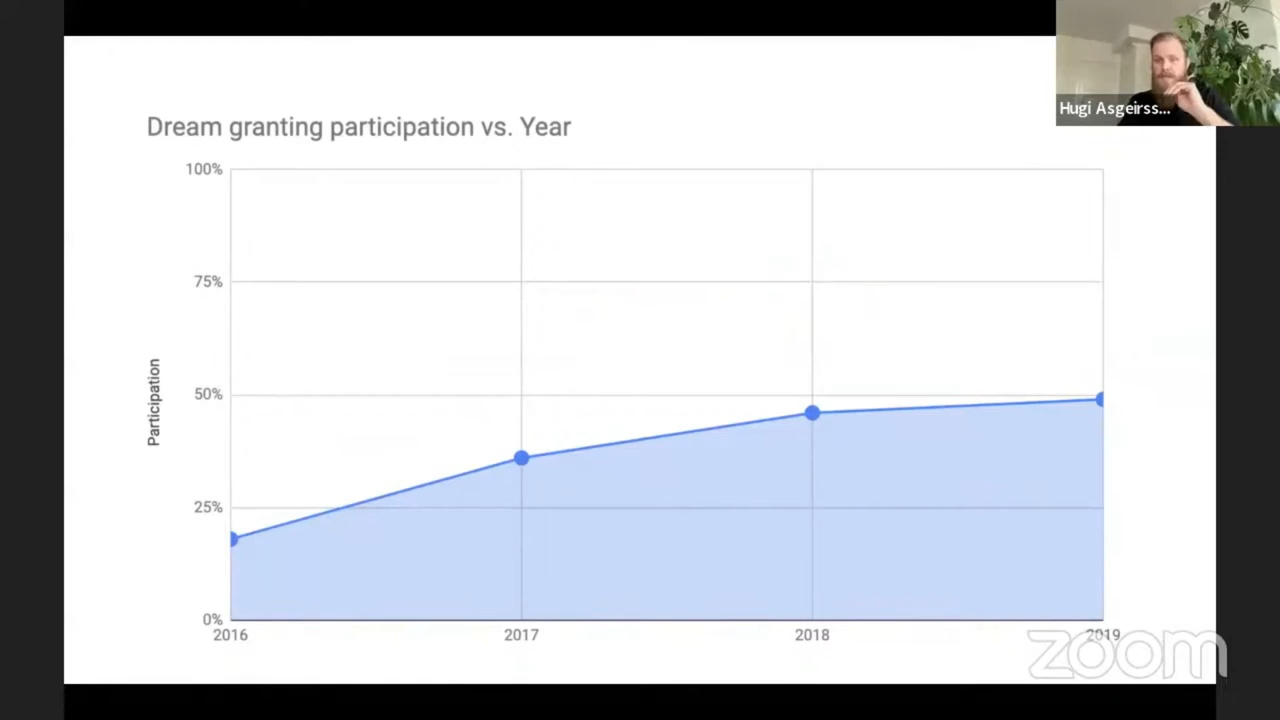 Hugi Asgeirss...
Dream granting participation vs. Year
100%
75%
50%
25%
0%
Participation
2016
2017
2018
2019
zoom